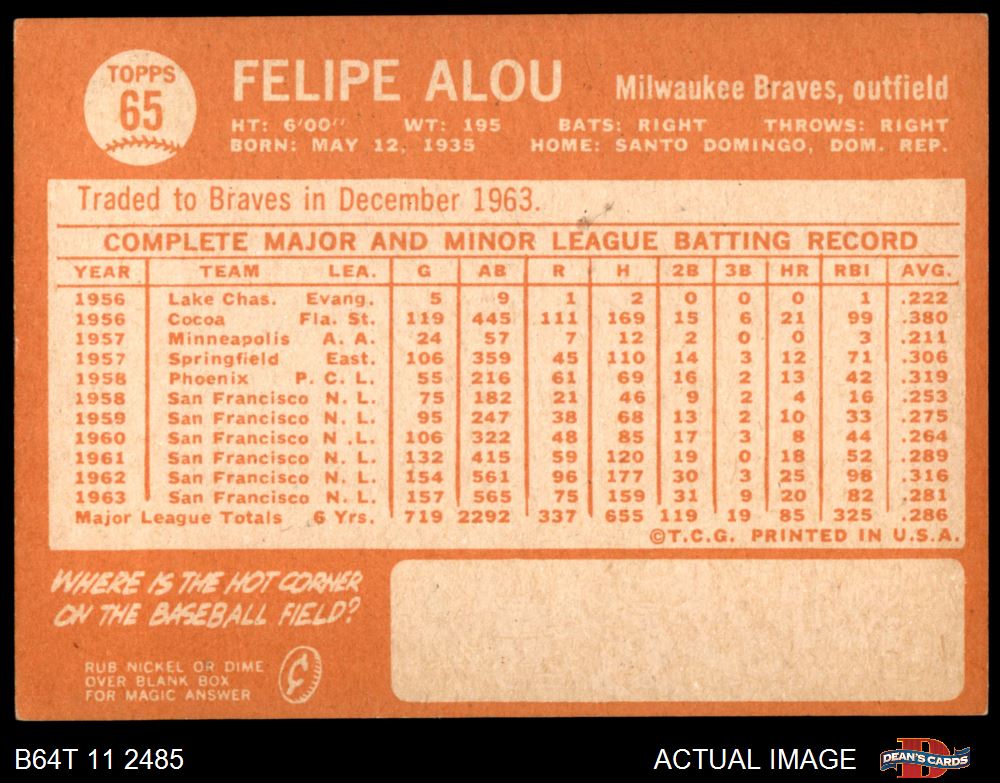 TOPPS
65
FELIPE ALOU Milwaukee Braves, outfield
HT: 6'00" WT: 195 BATS: RIGHT THROWS: RIGHT
BORN: MAY 12, 1935 HOME: SANTO DOMINGO, DOM. REP.
Traded to Braves in December 1963.
COMPLETE MAJOR AND MINOR LEAGUE BATTING RECORD
YEAR TEAM LEA. G AB R H 2B 3B HR RBI AVG.
1956 Lake Chas. Evang. 5 9 1 2 0 0 0 1 .222
1956 Cocoa Fla. St. 119 445 111 169 15 6 21 99 .380
1957 Minneapolis A. A. 24 57 7 12 2 0 0 3 .211
1957 Springfield East. 106 359 45 110 14 3 12 71 .306
1958 Phoenix P. C. L. 55 216 61 69 16 2 13 42 .319
1958 San Francisco N. L. 75 182 21 46 9 2 4 16 .253
1959 San Francisco N. L. 95 247 38 68 13 2 10 33 .275
1960 San Francisco N .L. 106 322 48 85 17 3 8 44 .264
1961 San Francisco N. L. 132 415 59 120 19 0 18 52 .289
1962 San Francisco N. L. 154 561 96 177 30 3 25 98 .316
1963 San Francisco N. L. 157 565 75 159 31 9 20 82 .281
Major League Totals 6 Yrs. 719 2292 337 655 119 19 85 325 .286
©T.C.G. PRINTED IN U.S.A.
WHERE IS THE HOT CORNER
ON THE BASEBALL FIELD?
RUB NICKEL OR DIME
OVER BLANK BOX
FOR MAGIC ANSWER
¢
B64T 11 2485 ACTUAL IMAGE DEAN'S CARDS